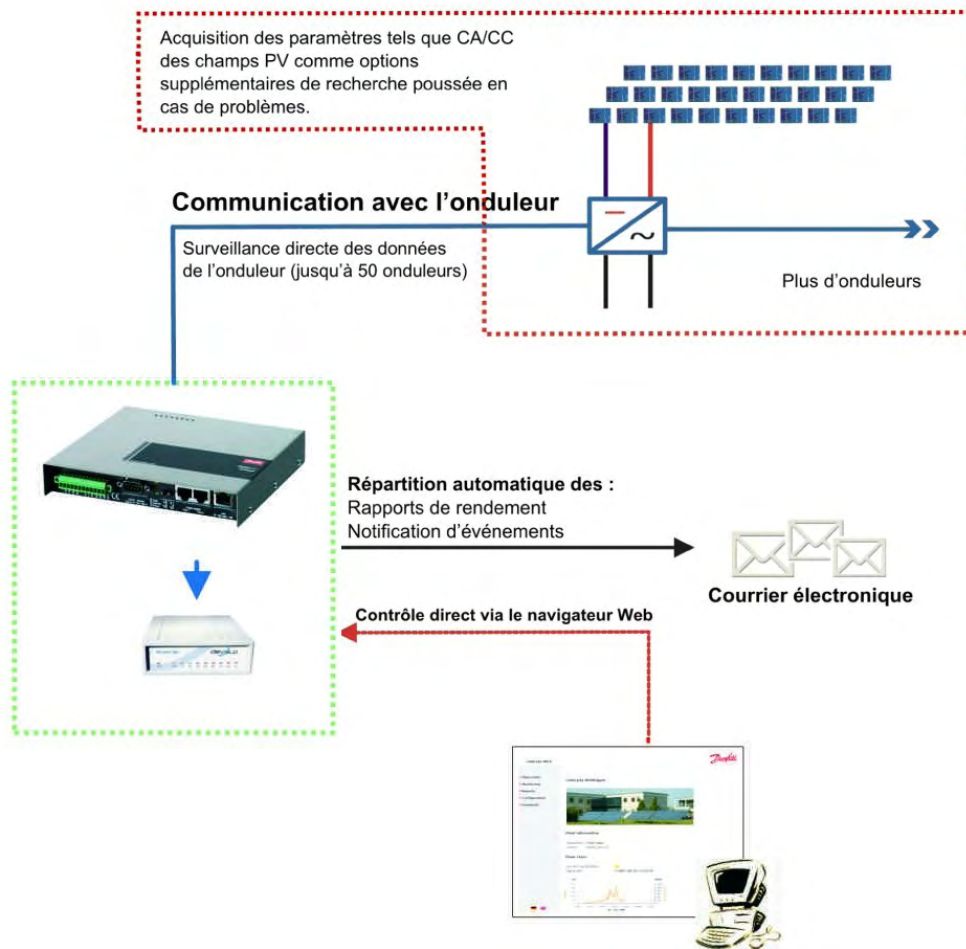 Acquisition des paramètres tels que CA/CC
des champs PV comme options
supplémentaires de recherche poussée en
cas de problèmes.
Communication avec l'onduleur
Surveillance directe des données
de l'onduleur (jusqu'à 50 onduleurs)
Plus d'onduleurs
Répartition automatique des :
Rapports de rendement
Notification d'événements
Courrier électronique
Contrôle direct via le navigateur Web
Danfoss